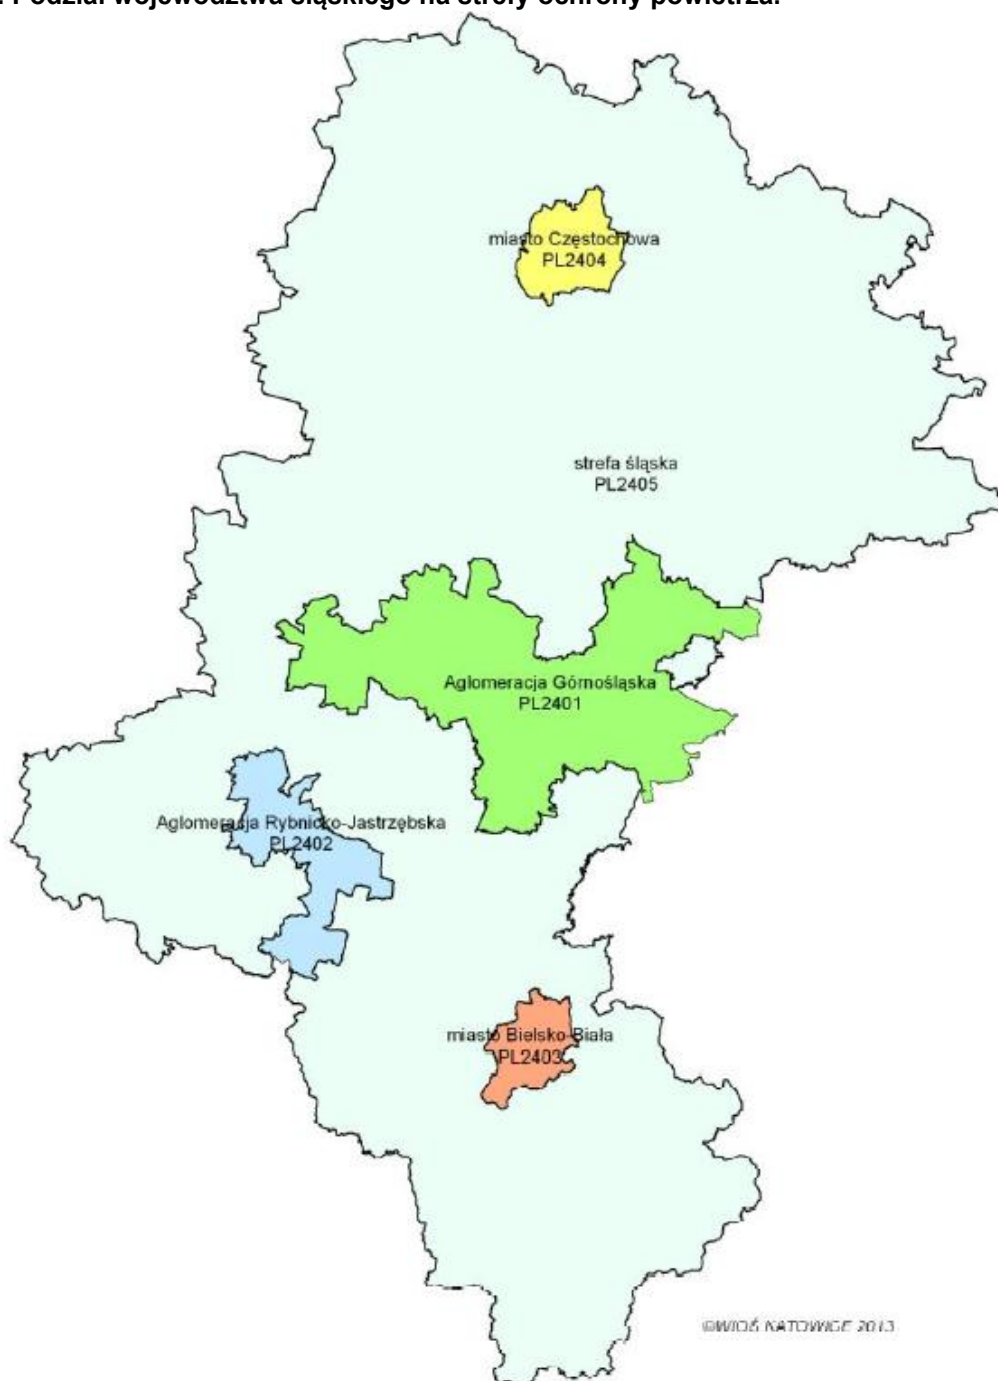 Podział województwa śląskiego na strefy ochrony powietrza.
miasto Częstochowa
PL2404
strefa śląska
PL2405
Aglomeracja Górnośląska
PL2401
Aglomeracja Rybnicko-Jastrzębska
PL2402
miasto Bielsko-Biała
PL2403
©WIOŚ KATOWICE 2013